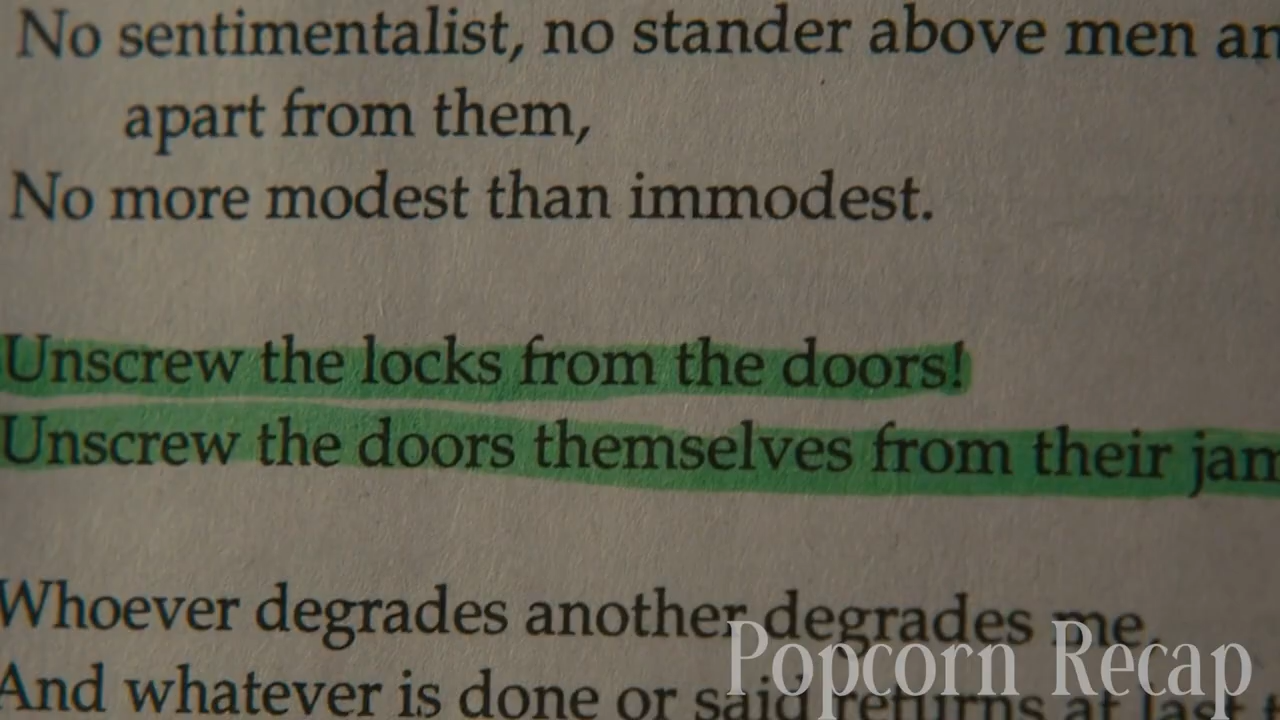 No sentimentalist, no stander above men an
apart from them,
No more modest than immodest.
Unscrew the locks from the doors!
Unscrew the doors themselves from their jam
Whoever degrades another degrades me,
And whatever is done or said returns at last t
Popcorn Recap